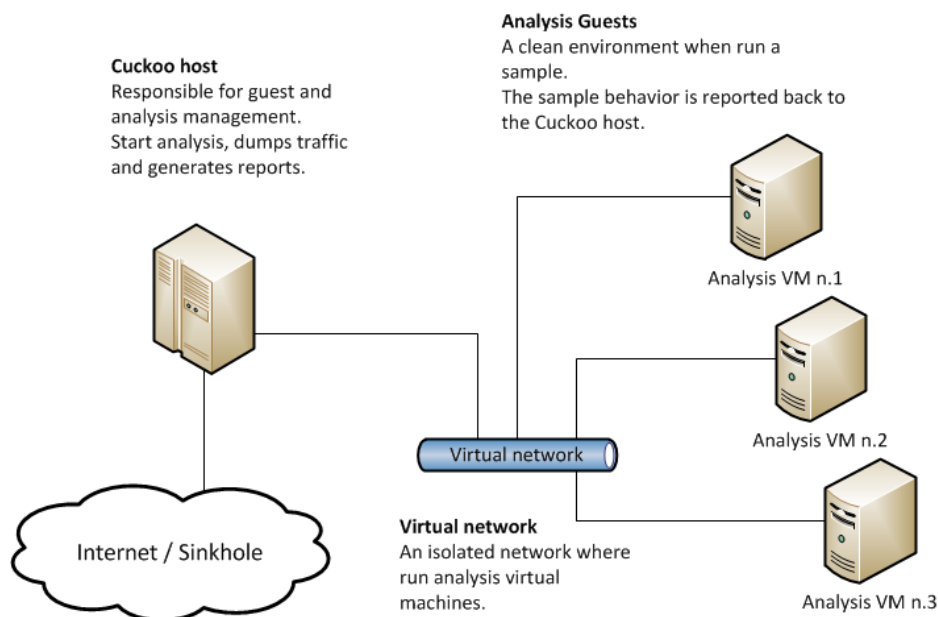 Analysis Guests
A clean environment when run a
sample.
The sample behavior is reported back to
the Cuckoo host.
Cuckoo host
Responsible for guest and
analysis management.
Start analysis, dumps traffic
and generates reports.
Analysis VM n.1
Analysis VM n.2
Virtual network
Virtual network
An isolated network where
run analysis virtual
machines.
Internet / Sinkhole
Analysis VM n.3